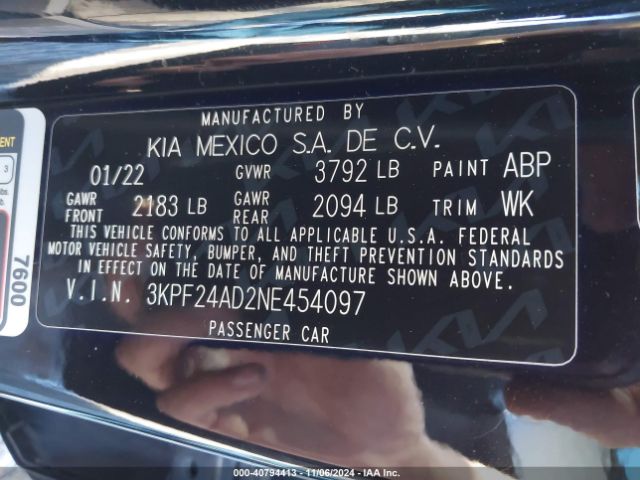 MANUFACTURED BY
KIA MEXICO S.A. DE C.V.
01/22 GVWR 3792 LB PAINT ABP
GAWR FRONT 2183 LB GAWR REAR 2094 LB TRIM WK
THIS VEHICLE CONFORMS TO ALL APPLICABLE U.S.A. FEDERAL
MOTOR VEHICLE SAFETY, BUMPER, AND THEFT PREVENTION STANDARDS
IN EFFECT ON THE DATE OF MANUFACTURE SHOWN ABOVE.
V.I.N. 3KPF24AD2NE454097
PASSENGER CAR
7600
3
000-40794413 - 11/06/2024 - IAA Inc.